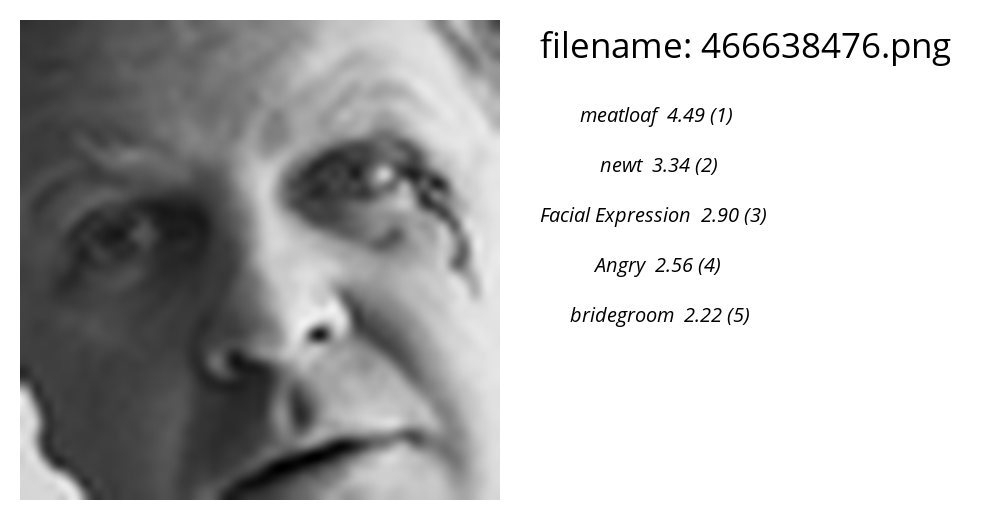 filename: 466638476.png
meatloaf 4.49 (1)
newt 3.34 (2)
Facial Expression 2.90 (3)
Angry 2.56 (4)
bridegroom 2.22 (5)